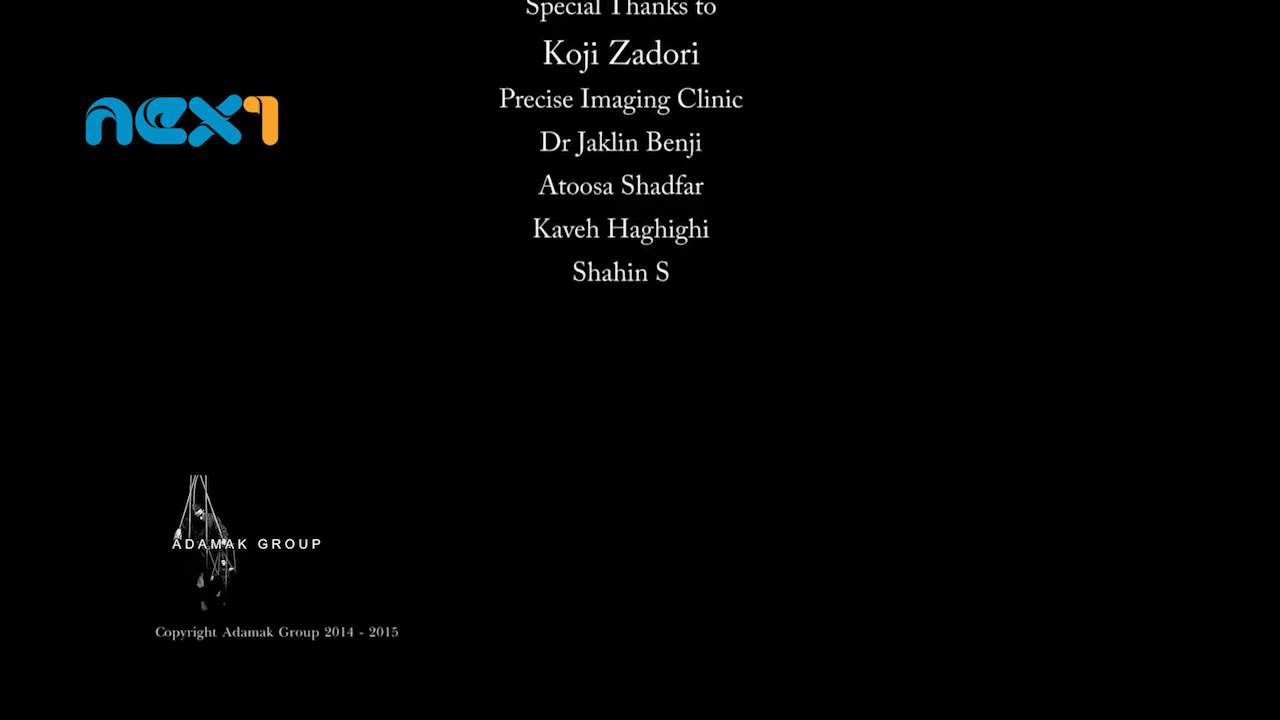 Special Thanks to
Koji Zadori
nex1
Precise Imaging Clinic
Dr Jaklin Benji
Atoosa Shadfar
Kaveh Haghighi
Shahin S
ADAMAK GROUP
Copyright Adamak Group 2014 - 2015